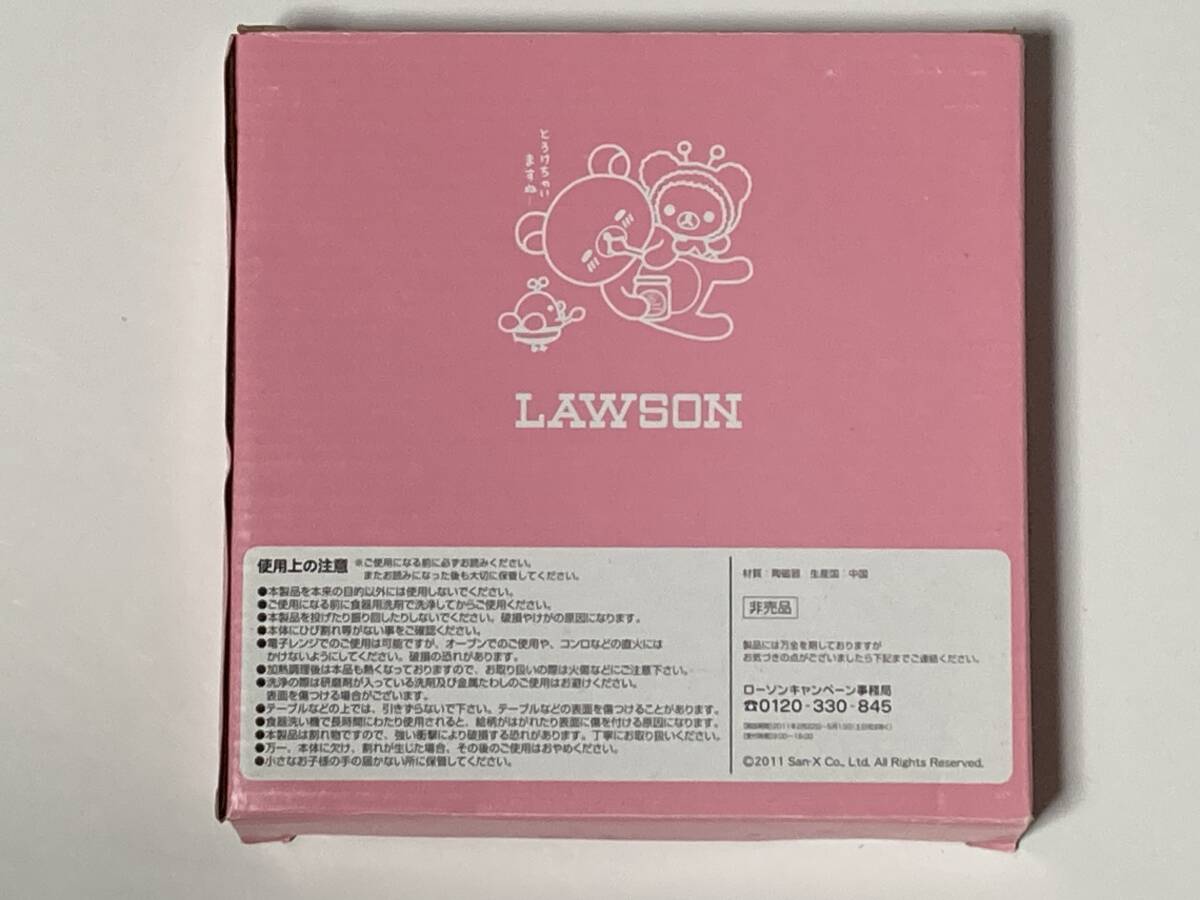 とろけちゃい
ますね…
LAWSON
使用上の注意 ※ご使用になる前に必ずお読みください。
またお読みになった後も大切に保管してください。
●本製品を本来の目的以外には使用しないでください。
●ご使用になる前に食器用洗剤で洗浄してからご使用ください。
●本製品を投げたり振り回したりしないでください。破損やけがの原因になります。
●本体にひび割れ等がない事をご確認ください。
●電子レンジでのご使用は可能ですが、オーブンでのご使用や、コンロなどの直火には
かけないようにしてください。破損の恐れがあります。
●加熱調理後は本品も熱くなっておりますので、お取り扱いの際は火傷などにご注意下さい。
●洗浄の際は研磨剤が入っている洗剤及び金属たわしのご使用はお避けください。
表面を傷つける場合がございます。
●テーブルなどの上では、引きずらないで下さい。テーブルなどの表面を傷つけることがあります。
●食器洗い機で長時間にわたり使用されると、絵柄がはがれたり表面に傷を付ける原因になります。
●本製品は割れ物ですので、強い衝撃により破損する恐れがあります。丁寧にお取り扱いください。
●万一、本体に欠け、割れが生じた場合、その後のご使用はおやめください。
●小さなお子様の手の届かない所に保管してください。
材質：陶磁器 生産国：中国
非売品
製品には万全を期しておりますが
お気づきの点がございましたら下記までご連絡ください。
ローソンキャンペーン事務局
☎0120-330-845
©2011 San-X Co., Ltd. All Rights Reserved.